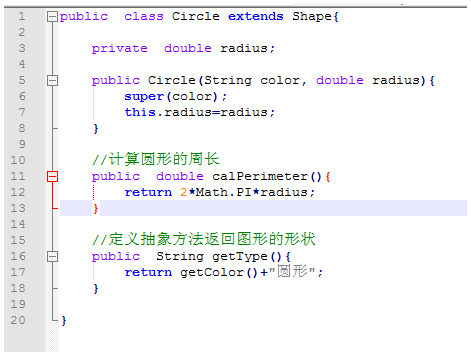 1 public  class Circle extends Shape{
2
3     private  double radius;
4
5     public Circle(String color, double radius){
6         super(color);
7         this.radius=radius;
8     }
9
10     //计算圆形的周长
11     public  double calPerimeter(){
12         return 2*Math.PI*radius;
13     }
14
15     //定义抽象方法返回图形的形状
16     public  String getType(){
17         return getColor()+"圆形";
18     }
19
20 }